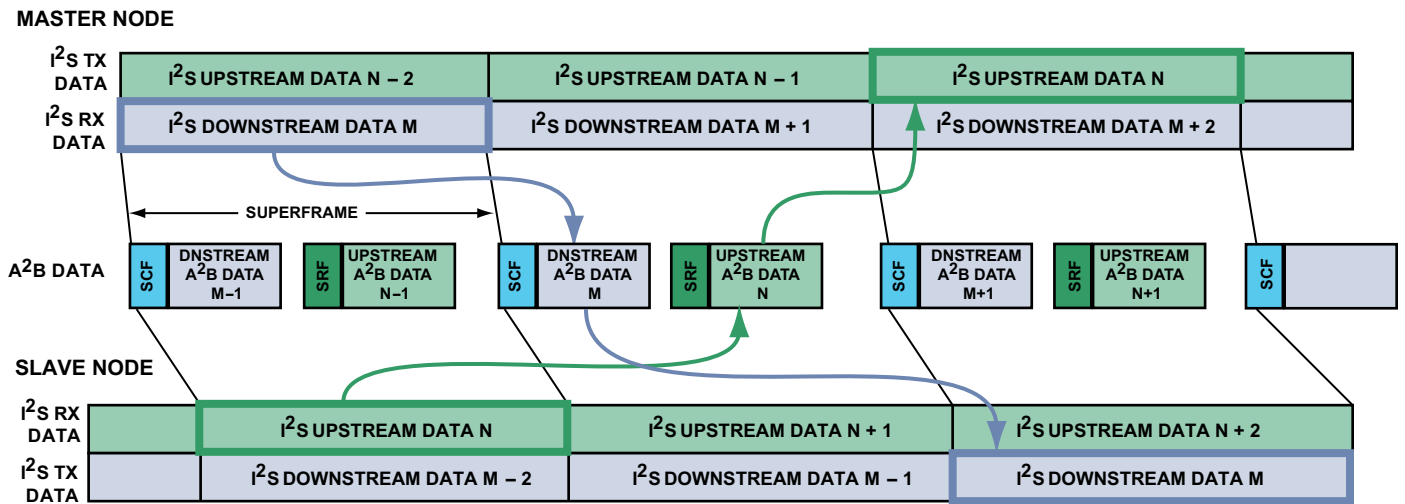 MASTER NODE
I²S TX
DATA
I²S UPSTREAM DATA N – 2
I²S UPSTREAM DATA N – 1
I²S UPSTREAM DATA N
I²S RX
DATA
I²S DOWNSTREAM DATA M
I²S DOWNSTREAM DATA M + 1
I²S DOWNSTREAM DATA M + 2
SUPERFRAME
A²B DATA
SCF
DNSTREAM
A²B DATA
M–1
SRF
UPSTREAM
A²B DATA
N–1
SCF
DNSTREAM
A²B DATA
M
SRF
UPSTREAM
A²B DATA
N
SCF
DNSTREAM
A²B DATA
M+1
SRF
UPSTREAM
A²B DATA
N+1
SCF
SLAVE NODE
I²S RX
DATA
I²S UPSTREAM DATA N
I²S UPSTREAM DATA N + 1
I²S UPSTREAM DATA N + 2
I²S TX
DATA
I²S DOWNSTREAM DATA M – 2
I²S DOWNSTREAM DATA M – 1
I²S DOWNSTREAM DATA M